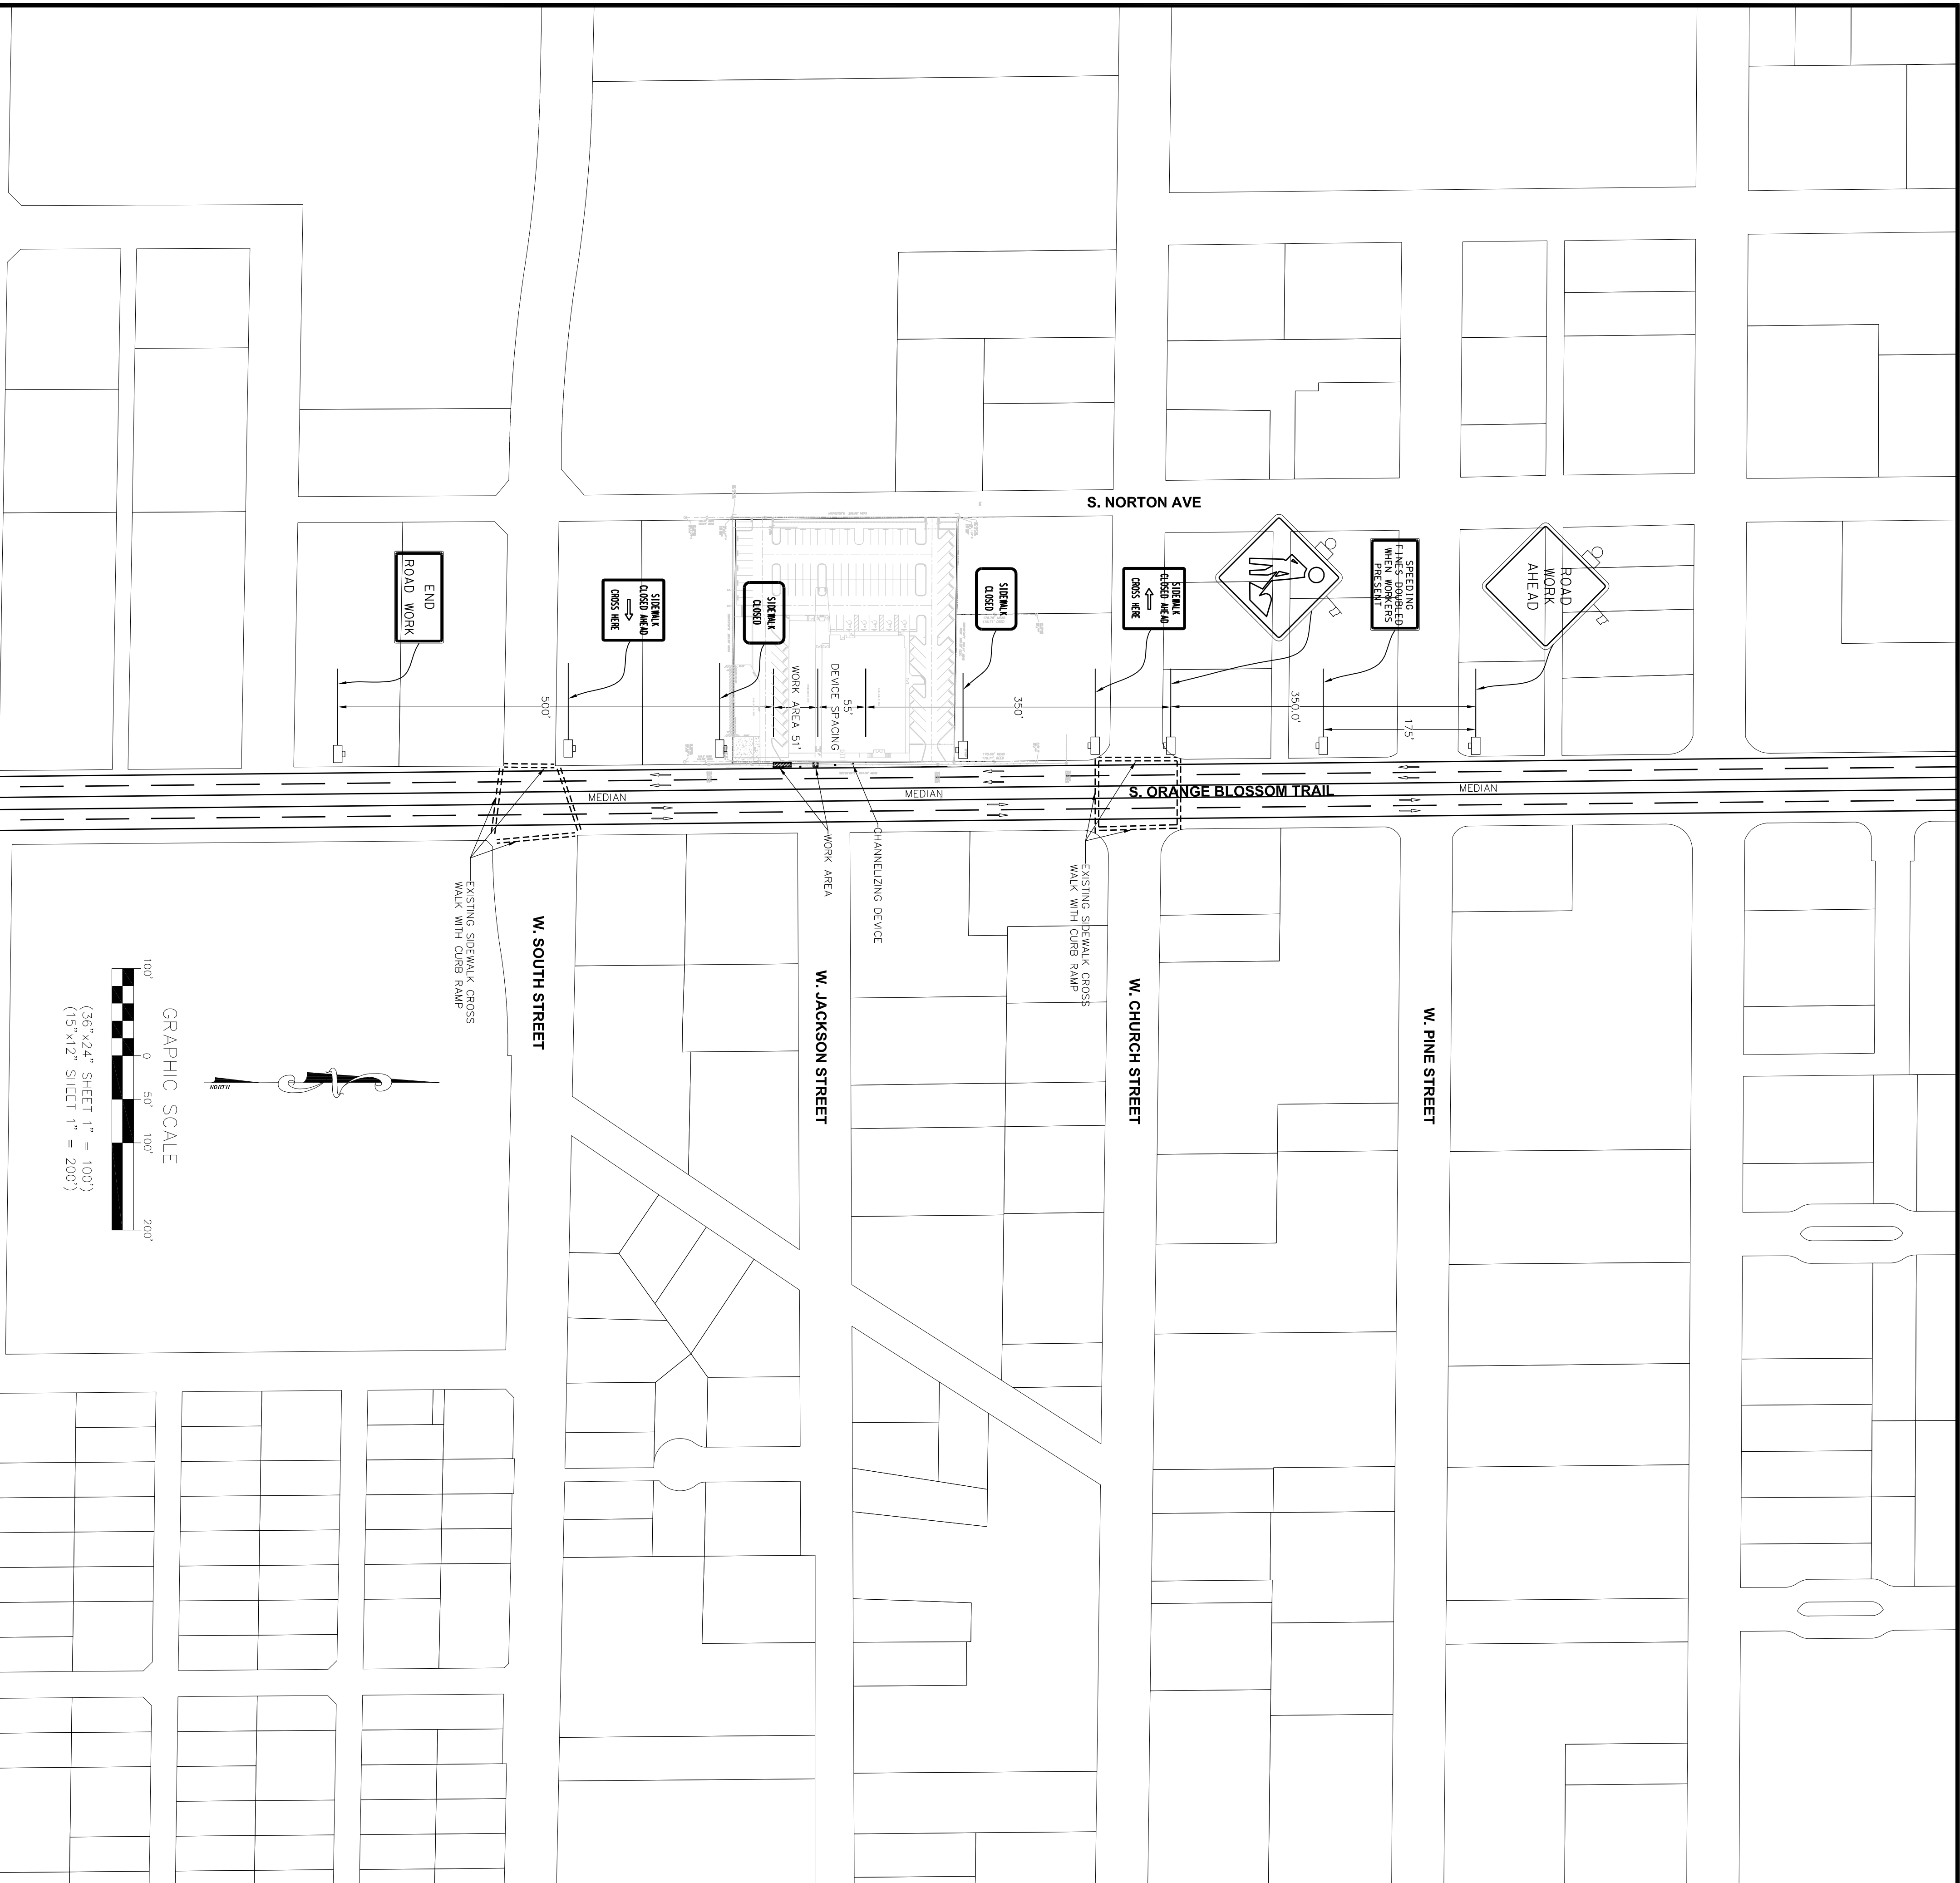 S. NORTON AVE
END
ROAD WORK
SIDEWALK
CLOSED AHEAD
CROSS HERE
SIDEWALK
CLOSED
SIDEWALK
CLOSED
SIDEWALK
CLOSED AHEAD
CROSS HERE
SPEEDING
FINES DOUBLED
WHEN WORKERS
PRESENT
ROAD
WORK
AHEAD
500'
WORK AREA 51'
DEVICE SPACING
55'
350'
350.0'
175'
MEDIAN
MEDIAN
S. ORANGE BLOSSOM TRAIL
MEDIAN
WORK AREA
CHANNELIZING DEVICE
EXISTING SIDEWALK CROSS
WALK WITH CURB RAMP
EXISTING SIDEWALK CROSS
WALK WITH CURB RAMP
W. SOUTH STREET
W. JACKSON STREET
W. CHURCH STREET
W. PINE STREET
NORTH
GRAPHIC SCALE
100'
0
50'
100'
200'
(36"x24" SHEET 1" = 100')
(15"x12" SHEET 1" = 200')